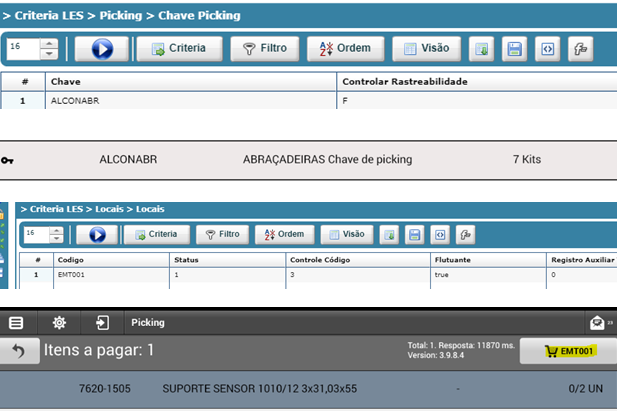 > Criteria LES > Picking > Chave Picking
16 Criteria Filtro Ordem Visão
# Chave Controlar Rastreabilidade
1 ALCONABR F
ALCONABR ABRAÇADEIRAS Chave de picking 7 Kits
> Criteria LES > Locais > Locais
16 Criteria Filtro Ordem Visão
# Codigo Status Controle Código Flutuante Registro Auxiliar
1 EMT001 1 3 true 0
Picking
Itens a pagar: 1 Total: 1. Resposta: 11870 ms. EMT001
Version: 3.9.8.4
7620-1505 SUPORTE SENSOR 1010/12 3x31,03x55 - 0/2 UN